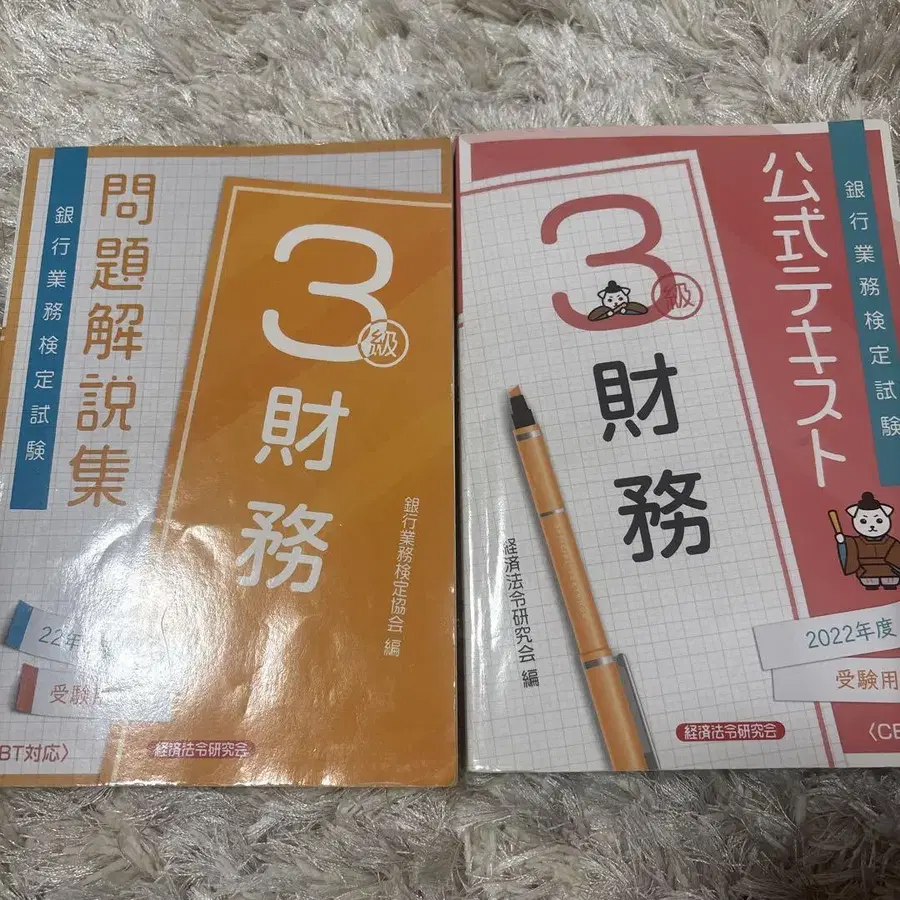 銀行業務検定試験
問題解説集
3級
財務
銀行業務検定協会 編
22年
受験用
BT対応〉
経済法令研究会
銀行業務検定試験
公式テキスト
3級
財務
経済法令研究会 編
2022年度
受験用
〈CB
経済法令研究会